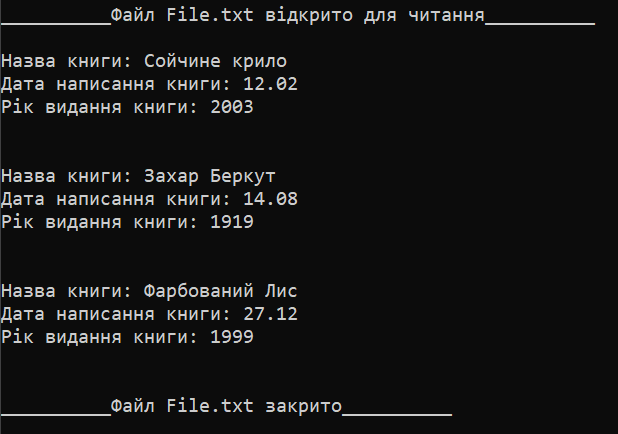 __________Файл File.txt відкрито для читання__________
Назва книги: Сойчине крило
Дата написання книги: 12.02
Рік видання книги: 2003
Назва книги: Захар Беркут
Дата написання книги: 14.08
Рік видання книги: 1919
Назва книги: Фарбований Лис
Дата написання книги: 27.12
Рік видання книги: 1999
__________Файл File.txt закрито__________